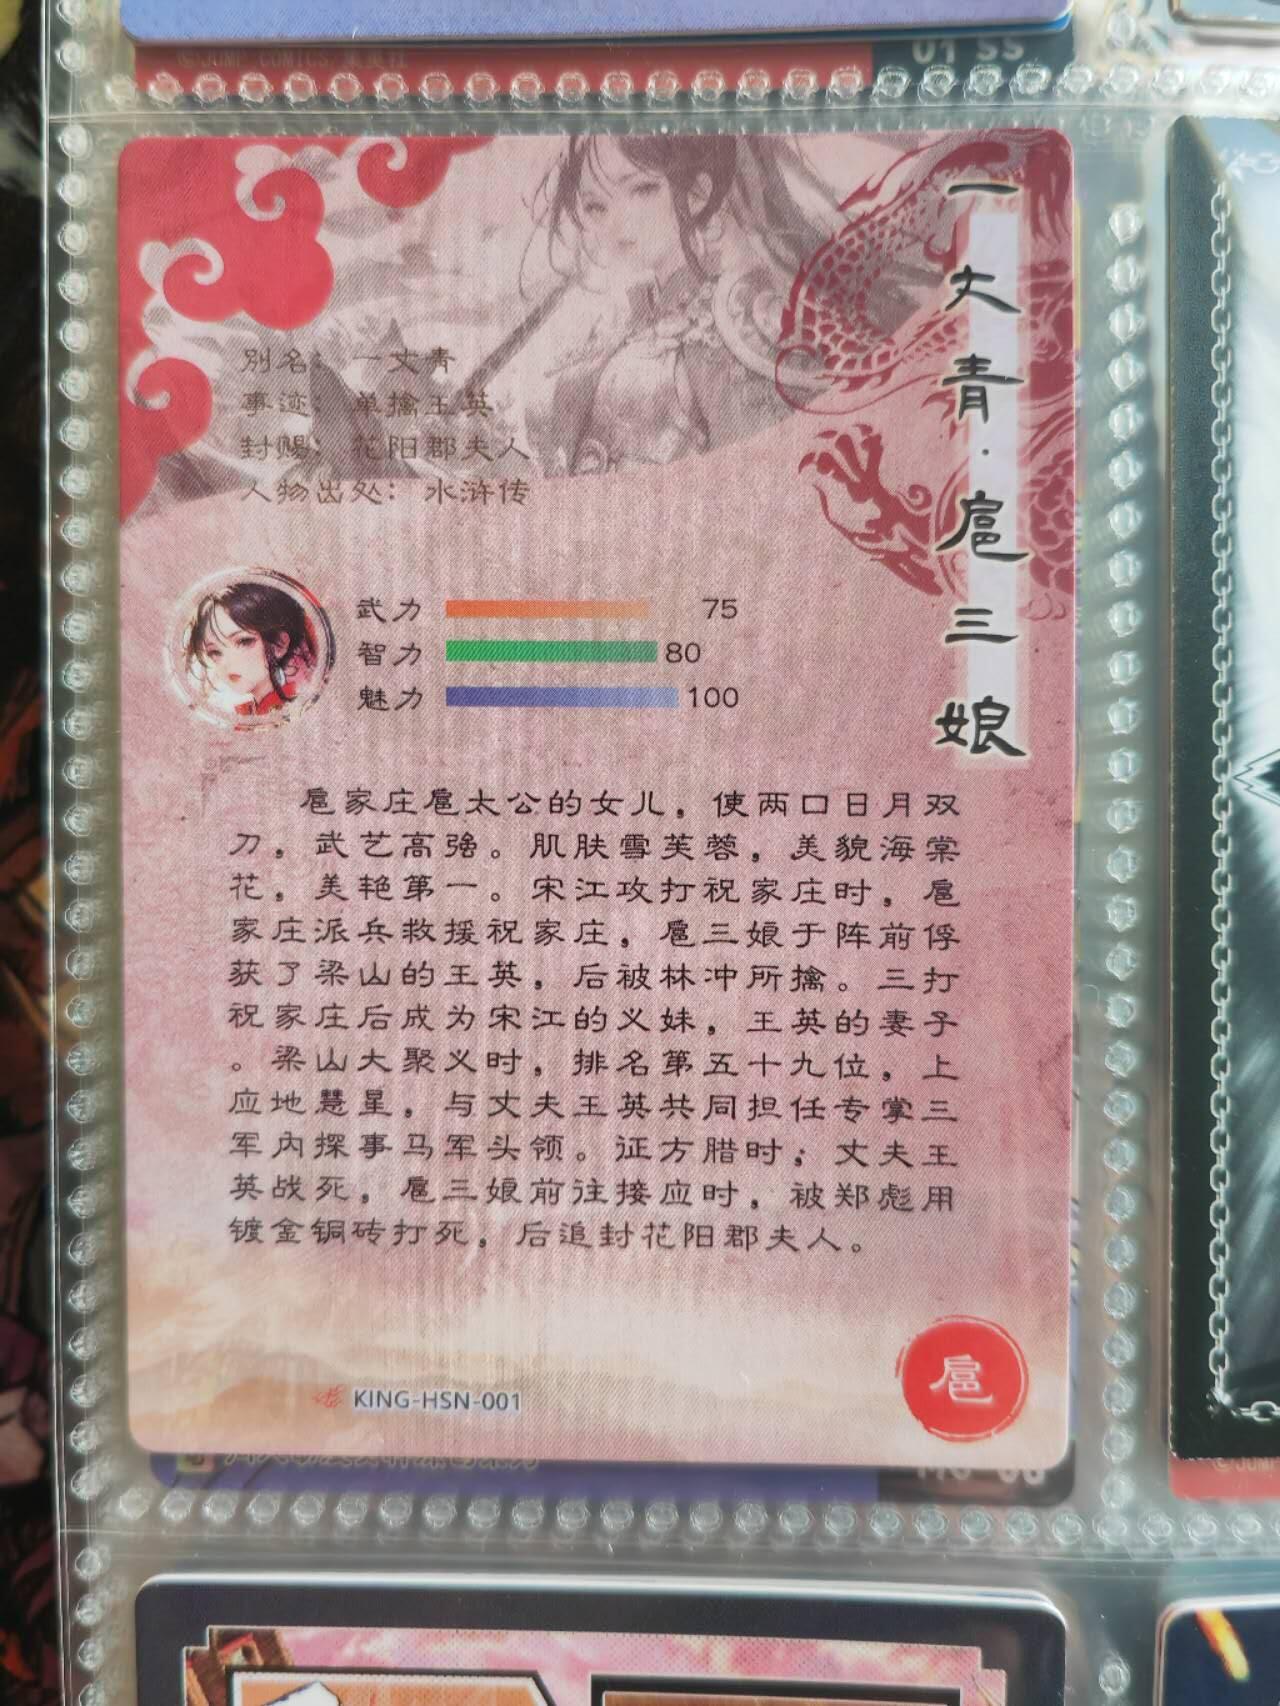 ©JUMP COMICS/集英社
01 SS
一丈青·扈三娘
别名：一丈青
事迹：单擒王英
封赐：花阳郡夫人
人物出处：水浒传
武力 75
智力 80
魅力 100
扈家庄扈太公的女儿，使两口日月双
刀，武艺高强。肌肤雪芙蓉，美貌海棠
花，美艳第一。宋江攻打祝家庄时，扈
家庄派兵救援祝家庄，扈三娘于阵前俘
获了梁山的王英，后被林冲所擒。三打
祝家庄后成为宋江的义妹，王英的妻子
。梁山大聚义时，排名第五十九位，上
应地慧星，与丈夫王英共同担任专掌三
军内探事马军头领。证方腊时；丈夫王
英战死，扈三娘前往接应时，被郑彪用
镀金铜砖打死，后追封花阳郡夫人。
KING-HSN-001
扈